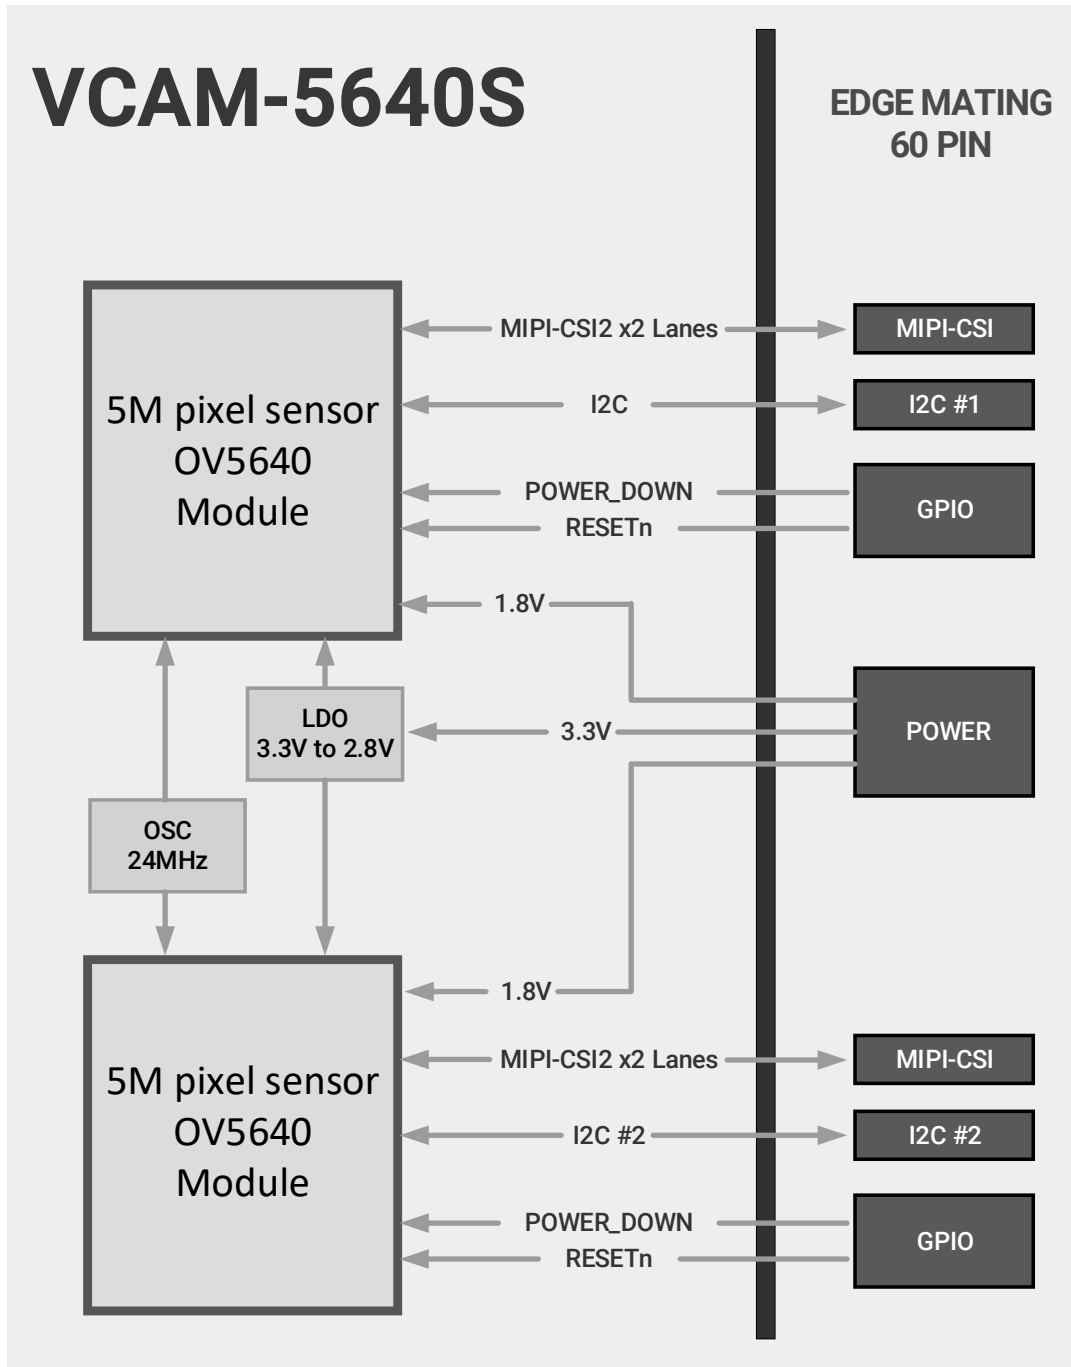 VCAM-5640S
EDGE MATING
60 PIN
5M pixel sensor
OV5640
Module
MIPI-CSI2 x2 Lanes
MIPI-CSI
I2C
I2C #1
POWER_DOWN
RESETn
GPIO
1.8V
LDO
3.3V to 2.8V
3.3V
POWER
OSC
24MHz
1.8V
5M pixel sensor
OV5640
Module
MIPI-CSI2 x2 Lanes
MIPI-CSI
I2C #2
I2C #2
POWER_DOWN
RESETn
GPIO